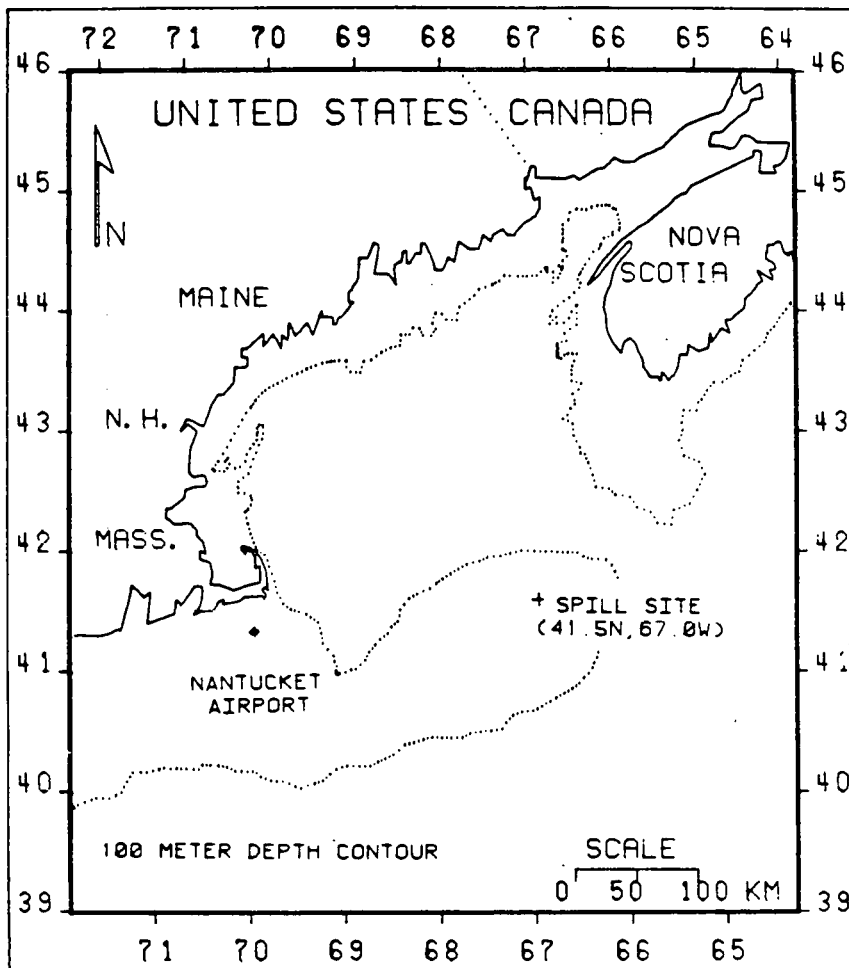 72 71 70 69 68 67 66 65 64
46 46
UNITED STATES CANADA
45 45
N
NOVA
SCOTIA
MAINE
44 44
N. H.
43 43
MASS.
42 42
+ SPILL SITE
(41.5N, 67.0W)
41 41
NANTUCKET
AIRPORT
40 40
100 METER DEPTH CONTOUR
SCALE
0 50 100 KM
39 39
71 70 69 68 67 66 65